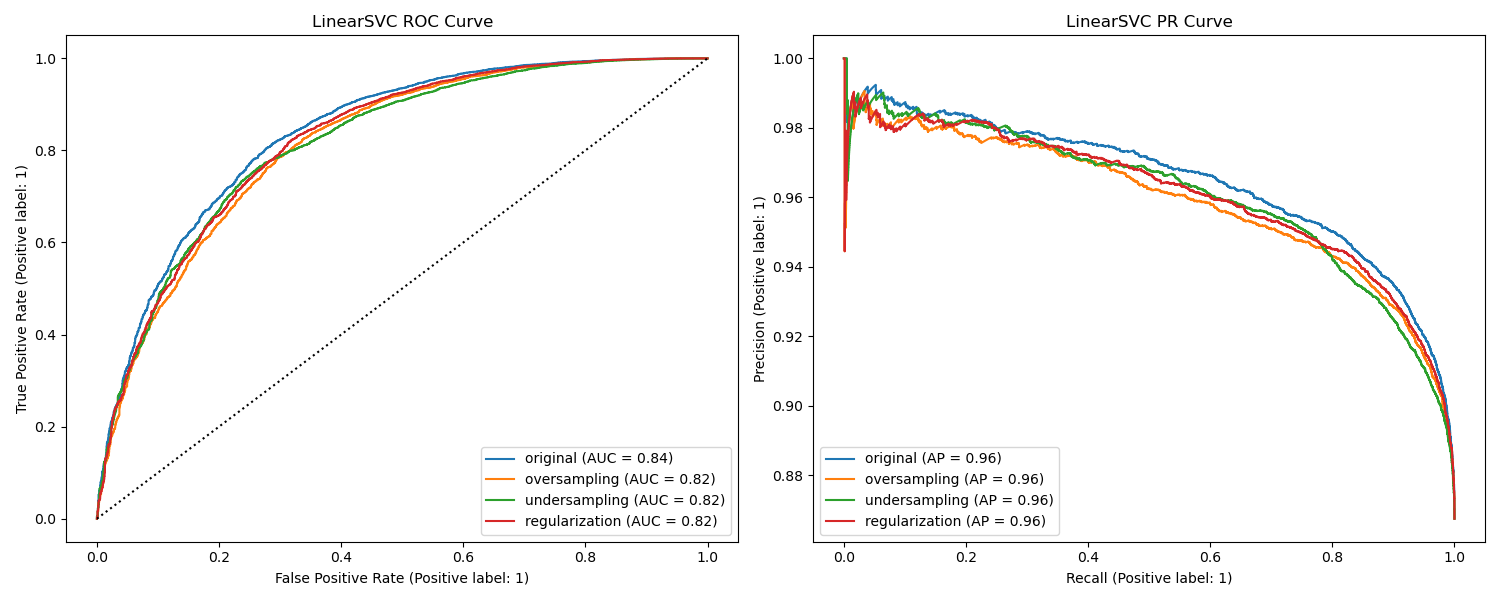 LinearSVC ROC Curve
True Positive Rate (Positive label: 1)
1.0
0.8
0.6
0.4
0.2
0.0
0.0 0.2 0.4 0.6 0.8 1.0
False Positive Rate (Positive label: 1)
original (AUC = 0.84)
oversampling (AUC = 0.82)
undersampling (AUC = 0.82)
regularization (AUC = 0.82)
LinearSVC PR Curve
Precision (Positive label: 1)
1.00
0.98
0.96
0.94
0.92
0.90
0.88
0.0 0.2 0.4 0.6 0.8 1.0
Recall (Positive label: 1)
original (AP = 0.96)
oversampling (AP = 0.96)
undersampling (AP = 0.96)
regularization (AP = 0.96)